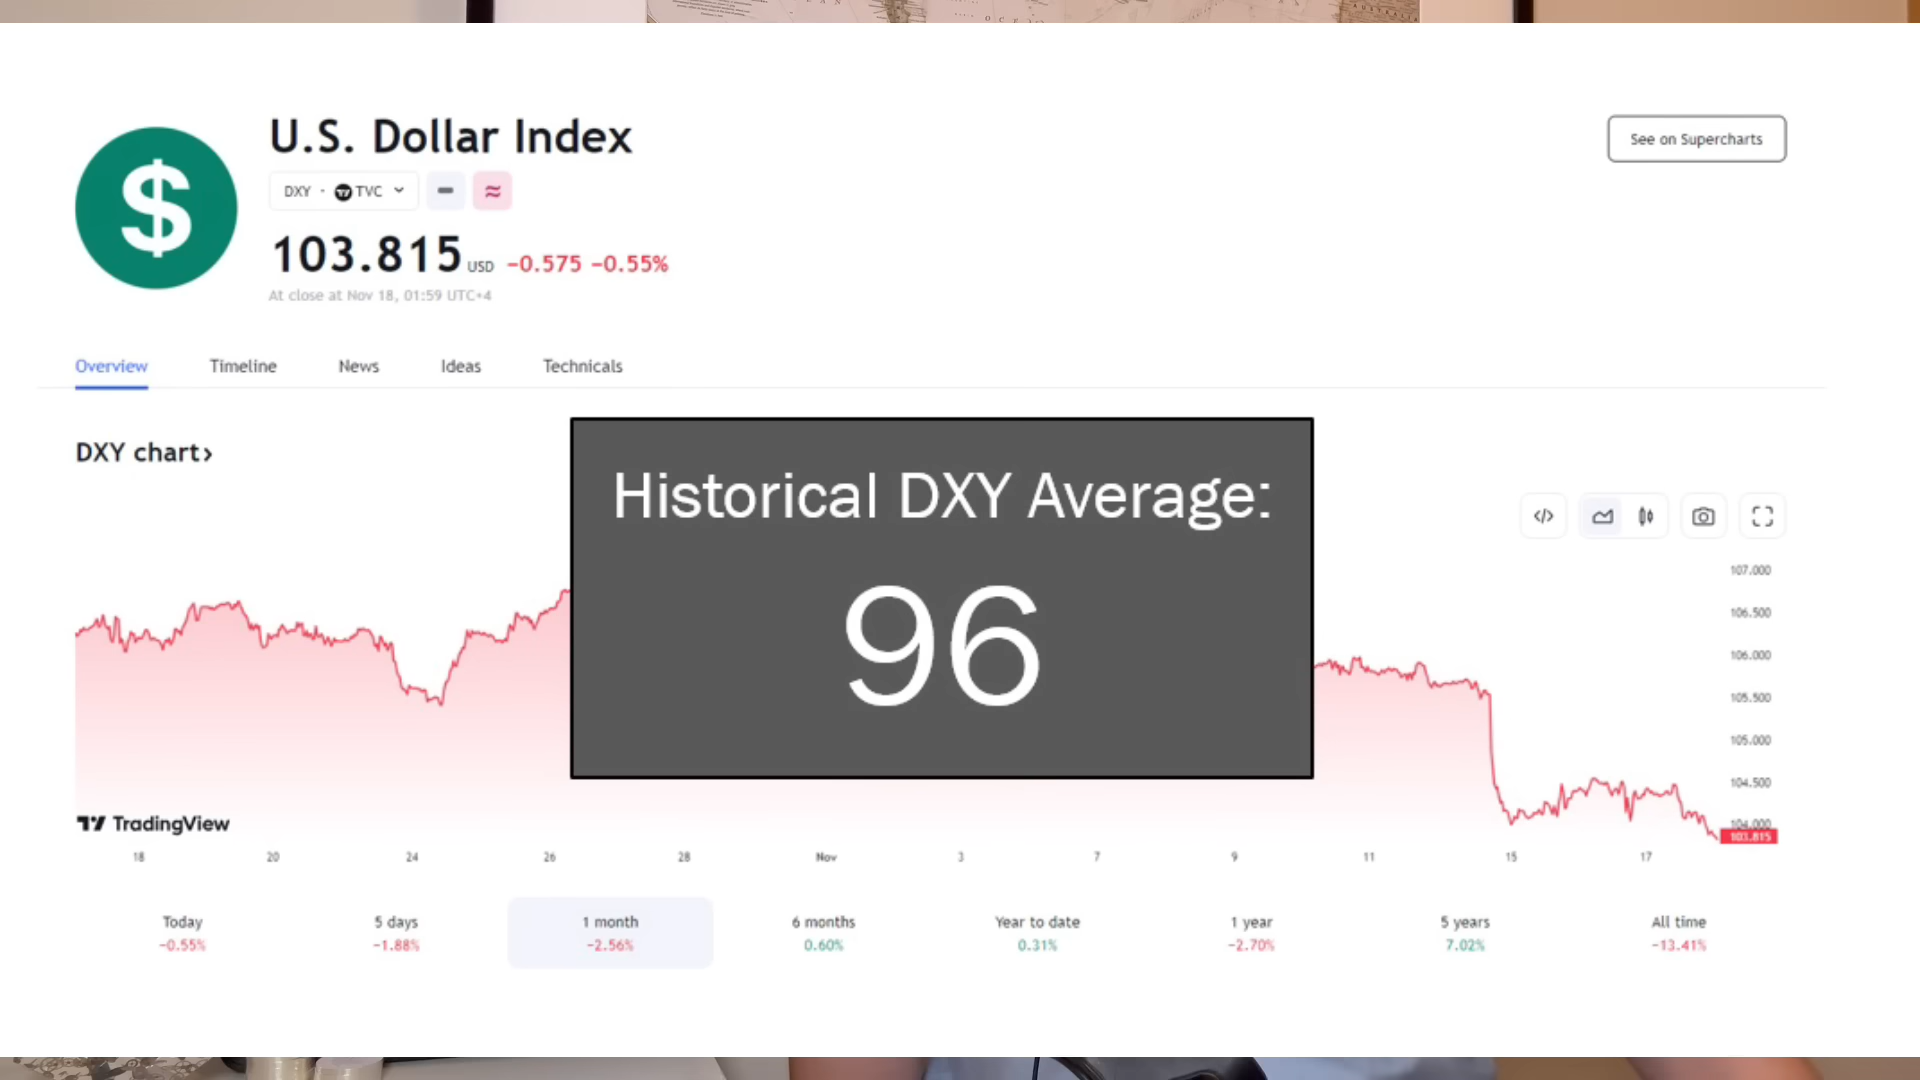 OCE
AUSTRALIA
U.S. Dollar Index
See on Supercharts
DXY · TVC
103.815 USD −0.575 −0.55%
At close at Nov 18, 01:59 UTC+4
Overview Timeline News Ideas Technicals
DXY chart›
Historical DXY Average:
96
107.000
106.500
106.000
105.500
105.000
104.500
104.000
103.815
TradingView
18 20 24 26 28 Nov 3 7 9 11 15 17
Today 5 days 1 month 6 months Year to date 1 year 5 years All time
−0.55% −1.88% −2.56% 0.60% 0.31% −2.70% 7.02% −13.41%